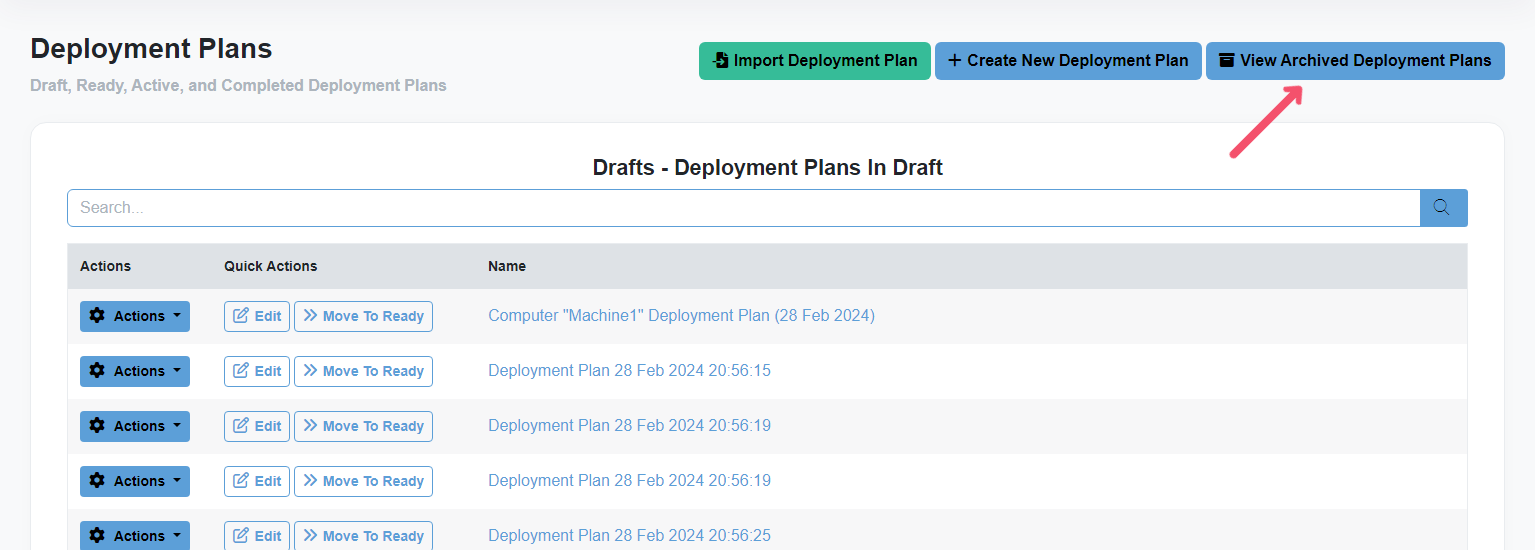 Deployment Plans
Import Deployment Plan
Create New Deployment Plan
View Archived Deployment Plans
Draft, Ready, Active, and Completed Deployment Plans
Drafts - Deployment Plans In Draft
Search...
Actions Quick Actions Name
Actions Edit Move To Ready Computer "Machine1" Deployment Plan (28 Feb 2024)
Actions Edit Move To Ready Deployment Plan 28 Feb 2024 20:56:15
Actions Edit Move To Ready Deployment Plan 28 Feb 2024 20:56:19
Actions Edit Move To Ready Deployment Plan 28 Feb 2024 20:56:19
Actions Edit Move To Ready Deployment Plan 28 Feb 2024 20:56:25